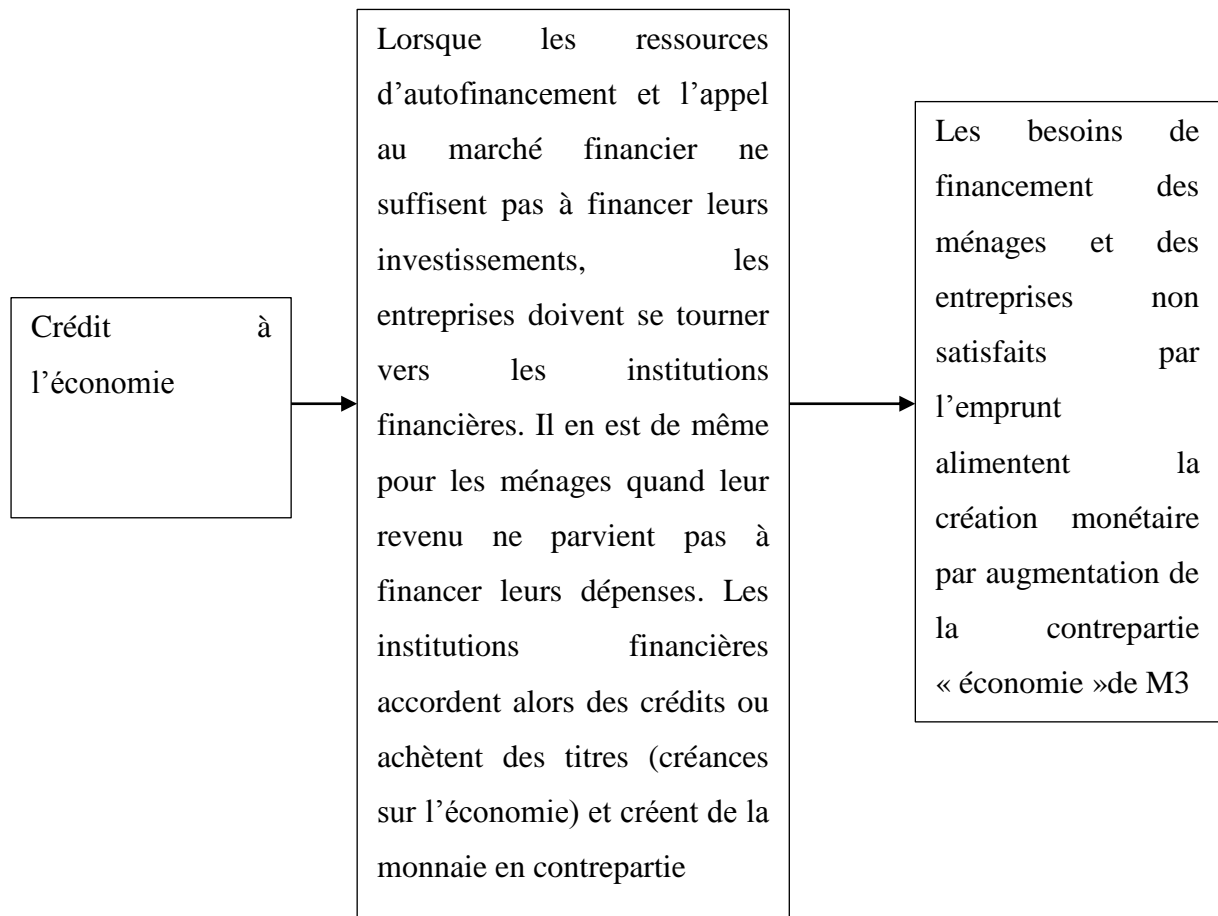 Crédit à
l’économie
Lorsque les ressources
d’autofinancement et l’appel
au marché financier ne
suffisent pas à financer leurs
investissements, les
entreprises doivent se tourner
vers les institutions
financières. Il en est de même
pour les ménages quand leur
revenu ne parvient pas à
financer leurs dépenses. Les
institutions financières
accordent alors des crédits ou
achètent des titres (créances
sur l’économie) et créent de la
monnaie en contrepartie
Les besoins de
financement des
ménages et des
entreprises non
satisfaits par
l’emprunt
alimentent la
création monétaire
par augmentation de
la contrepartie
« économie »de M3